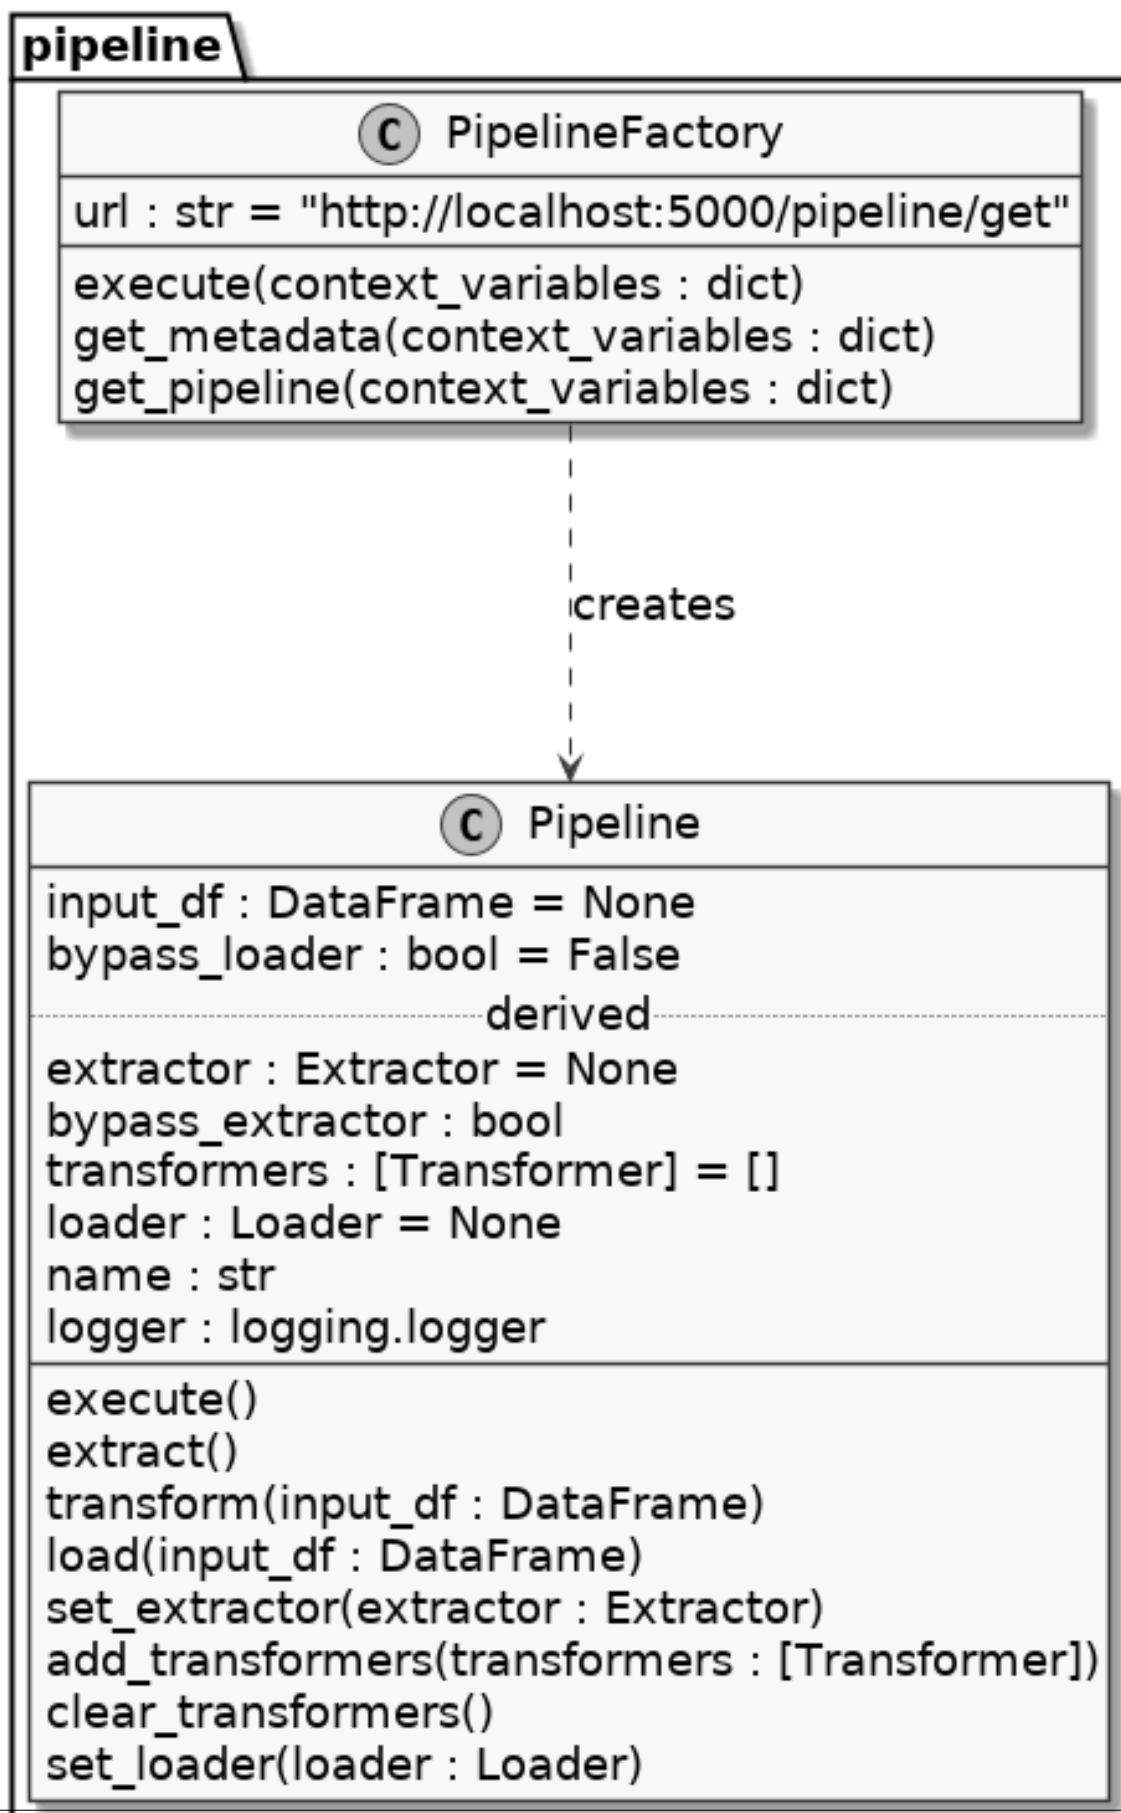 pipeline
C PipelineFactory
url : str = "http://localhost:5000/pipeline/get"
execute(context_variables : dict)
get_metadata(context_variables : dict)
get_pipeline(context_variables : dict)
creates
C Pipeline
input_df : DataFrame = None
bypass_loader : bool = False
derived
extractor : Extractor = None
bypass_extractor : bool
transformers : [Transformer] = []
loader : Loader = None
name : str
logger : logging.logger
execute()
extract()
transform(input_df : DataFrame)
load(input_df : DataFrame)
set_extractor(extractor : Extractor)
add_transformers(transformers : [Transformer])
clear_transformers()
set_loader(loader : Loader)